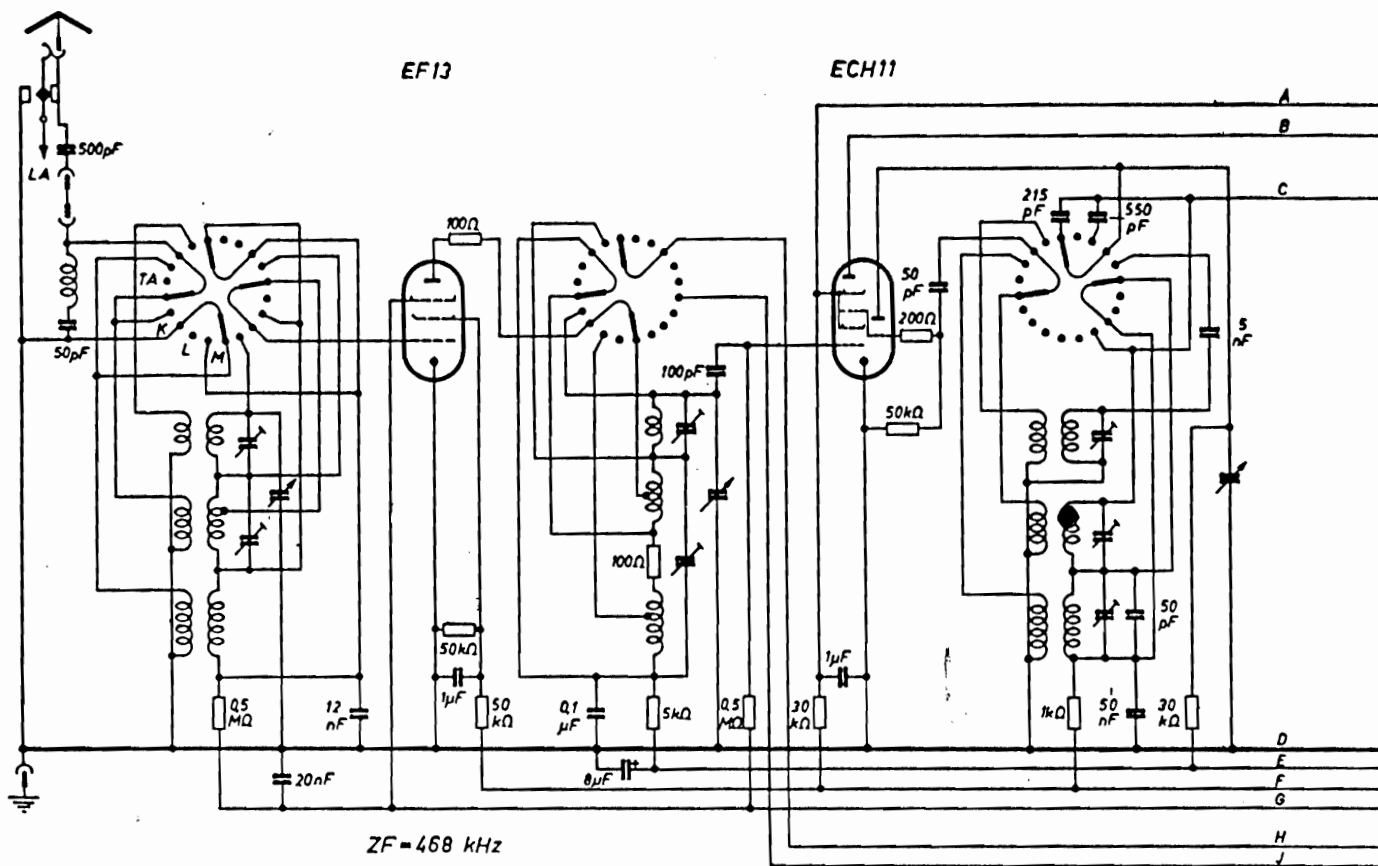 EF13
ECH11
A
B
C
D
E
F
G
H
J
LA
500pF
50pF
TA
K
L
M
100Ω
50kΩ
1µF
50 kΩ
0,5 MΩ
12 nF
20nF
100pF
100Ω
0,1 µF
5kΩ
8µF
+
0,5 MΩ
30 kΩ
1µF
50 pF
200Ω
50kΩ
215 pF
550 pF
5 nF
50 pF
1kΩ
50 nF
30 kΩ
ZF = 468 kHz